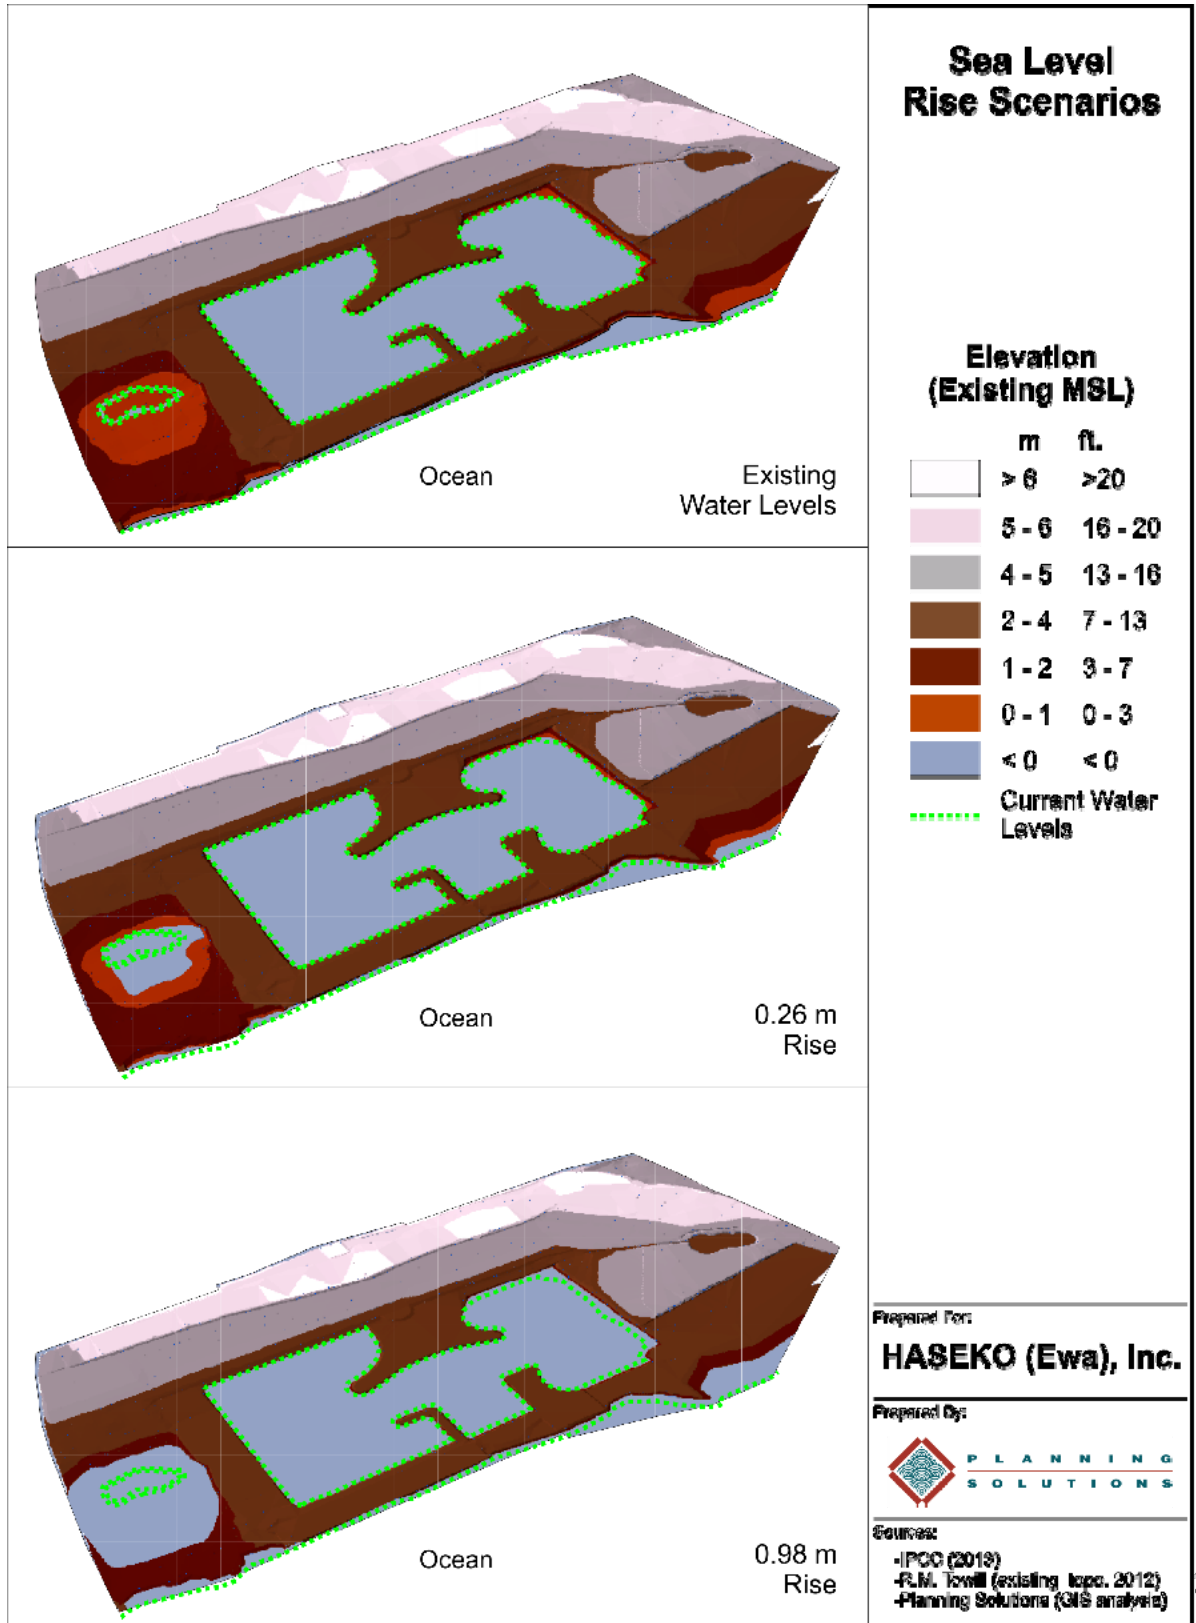 Sea Level
Rise Scenarios
Ocean
Existing
Water Levels
Elevation
(Existing MSL)
m ft.
> 6 >20
5 - 6 16 - 20
4 - 5 13 - 16
2 - 4 7 - 13
1 - 2 3 - 7
0 - 1 0 - 3
< 0 < 0
Current Water
Levels
Ocean
0.26 m
Rise
Ocean
0.98 m
Rise
Prepared For:
HASEKO (Ewa), Inc.
Prepared By:
PLANNING
SOLUTIONS
Sources:
-IPCC (2013)
-R.M. Towill (existing topo. 2012)
-Planning Solutions (GIS analysis)